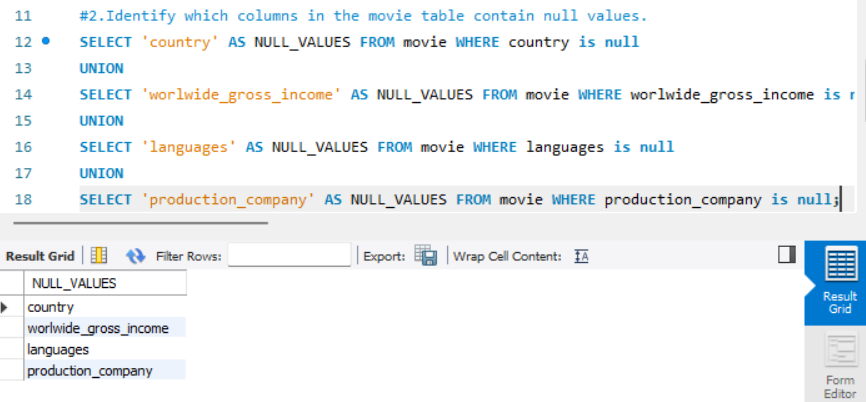 11 #2.Identify which columns in the movie table contain null values.
12 SELECT 'country' AS NULL_VALUES FROM movie WHERE country is null
13 UNION
14 SELECT 'worlwide_gross_income' AS NULL_VALUES FROM movie WHERE worlwide_gross_income is
15 UNION
16 SELECT 'languages' AS NULL_VALUES FROM movie WHERE languages is null
17 UNION
18 SELECT 'production_company' AS NULL_VALUES FROM movie WHERE production_company is null;
Result Grid Filter Rows: Export: Wrap Cell Content: IA
NULL_VALUES
country
worlwide_gross_income
languages
production_company
Result
Grid
Form
Editor